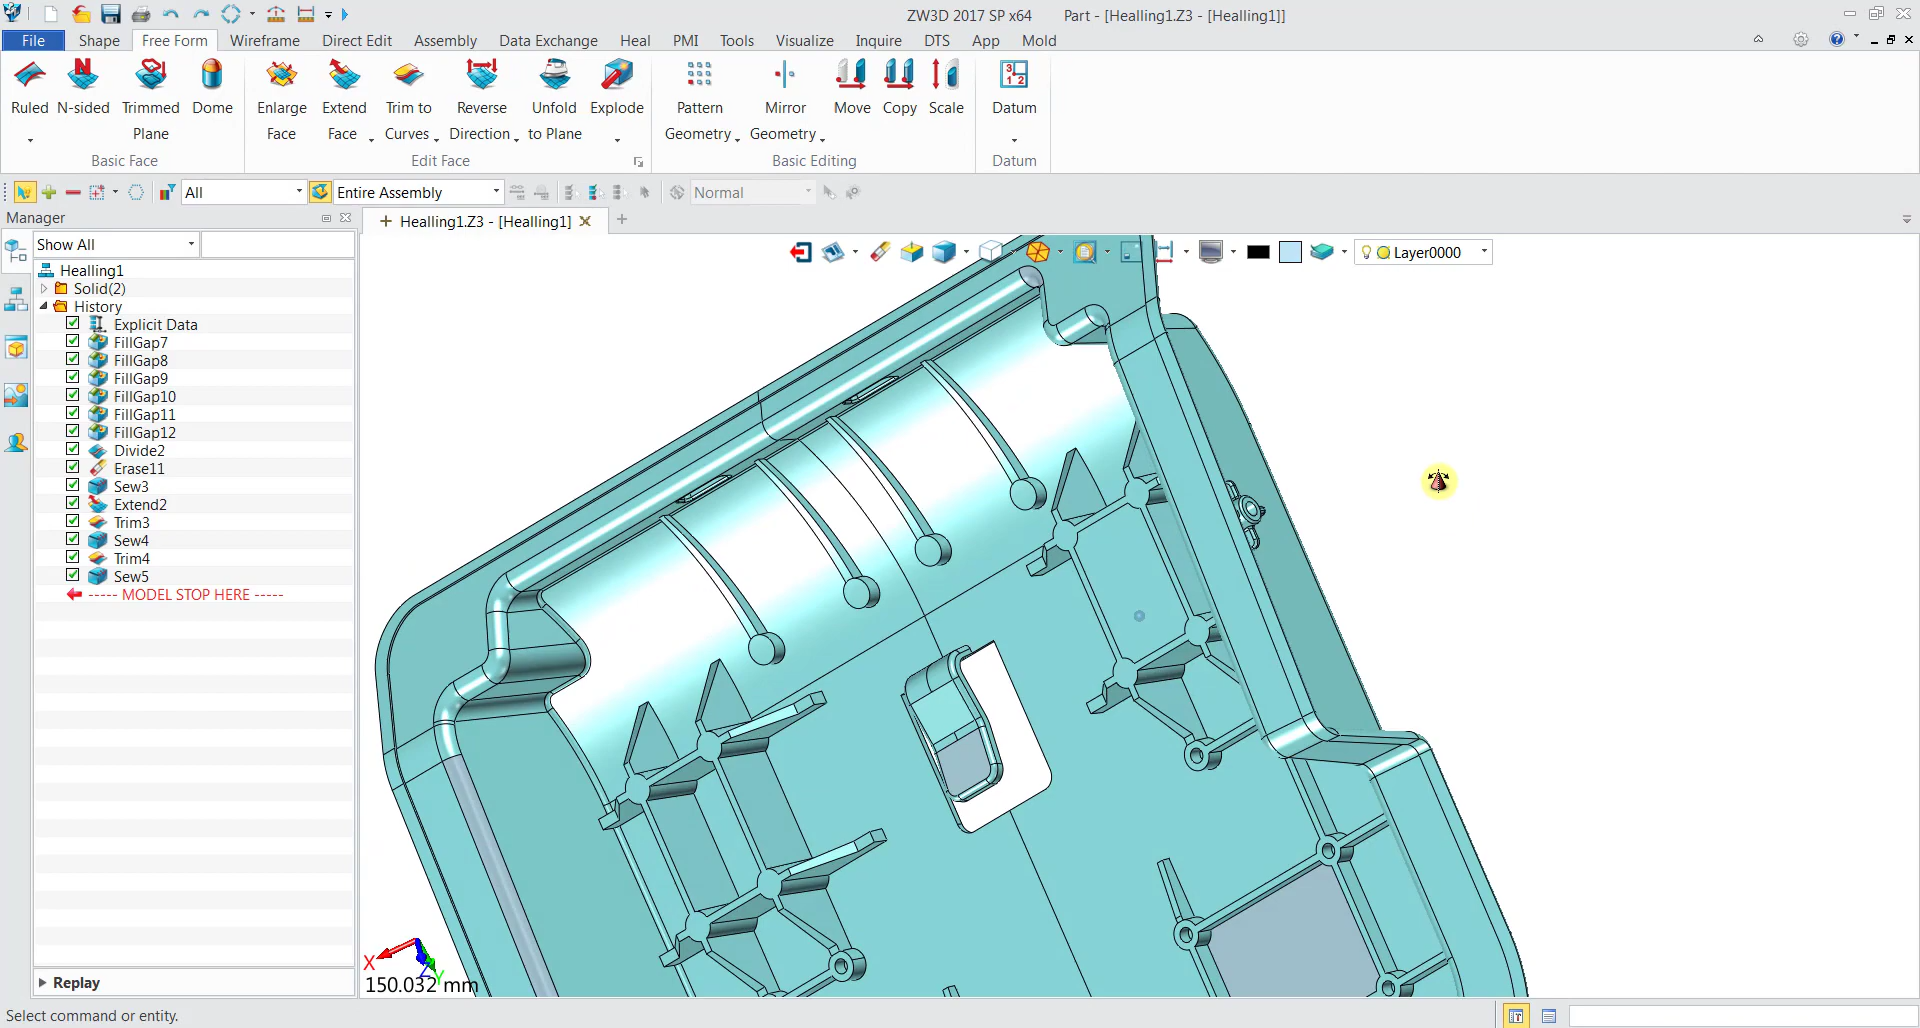 ZW3D 2017 SP x64 Part - [Healling1.Z3 - [Healling1]]
File Shape Free Form Wireframe Direct Edit Assembly Data Exchange Heal PMI Tools Visualize Inquire DTS App Mold
Ruled N-sided Trimmed Plane Dome Enlarge Face Extend Face Trim to Curves Reverse Direction Unfold to Plane Explode Pattern Geometry Mirror Geometry Move Copy Scale Datum
Basic Face Edit Face Basic Editing Datum
All Entire Assembly Normal
Manager
Healling1.Z3 - [Healling1]
Show All
Layer0000
Healling1
Solid(2)
History
Explicit Data
FillGap7
FillGap8
FillGap9
FillGap10
FillGap11
FillGap12
Divide2
Erase11
Sew3
Extend2
Trim3
Sew4
Trim4
Sew5
----- MODEL STOP HERE -----
X
Z
Y
150.032 mm
Replay
Select command or entity.